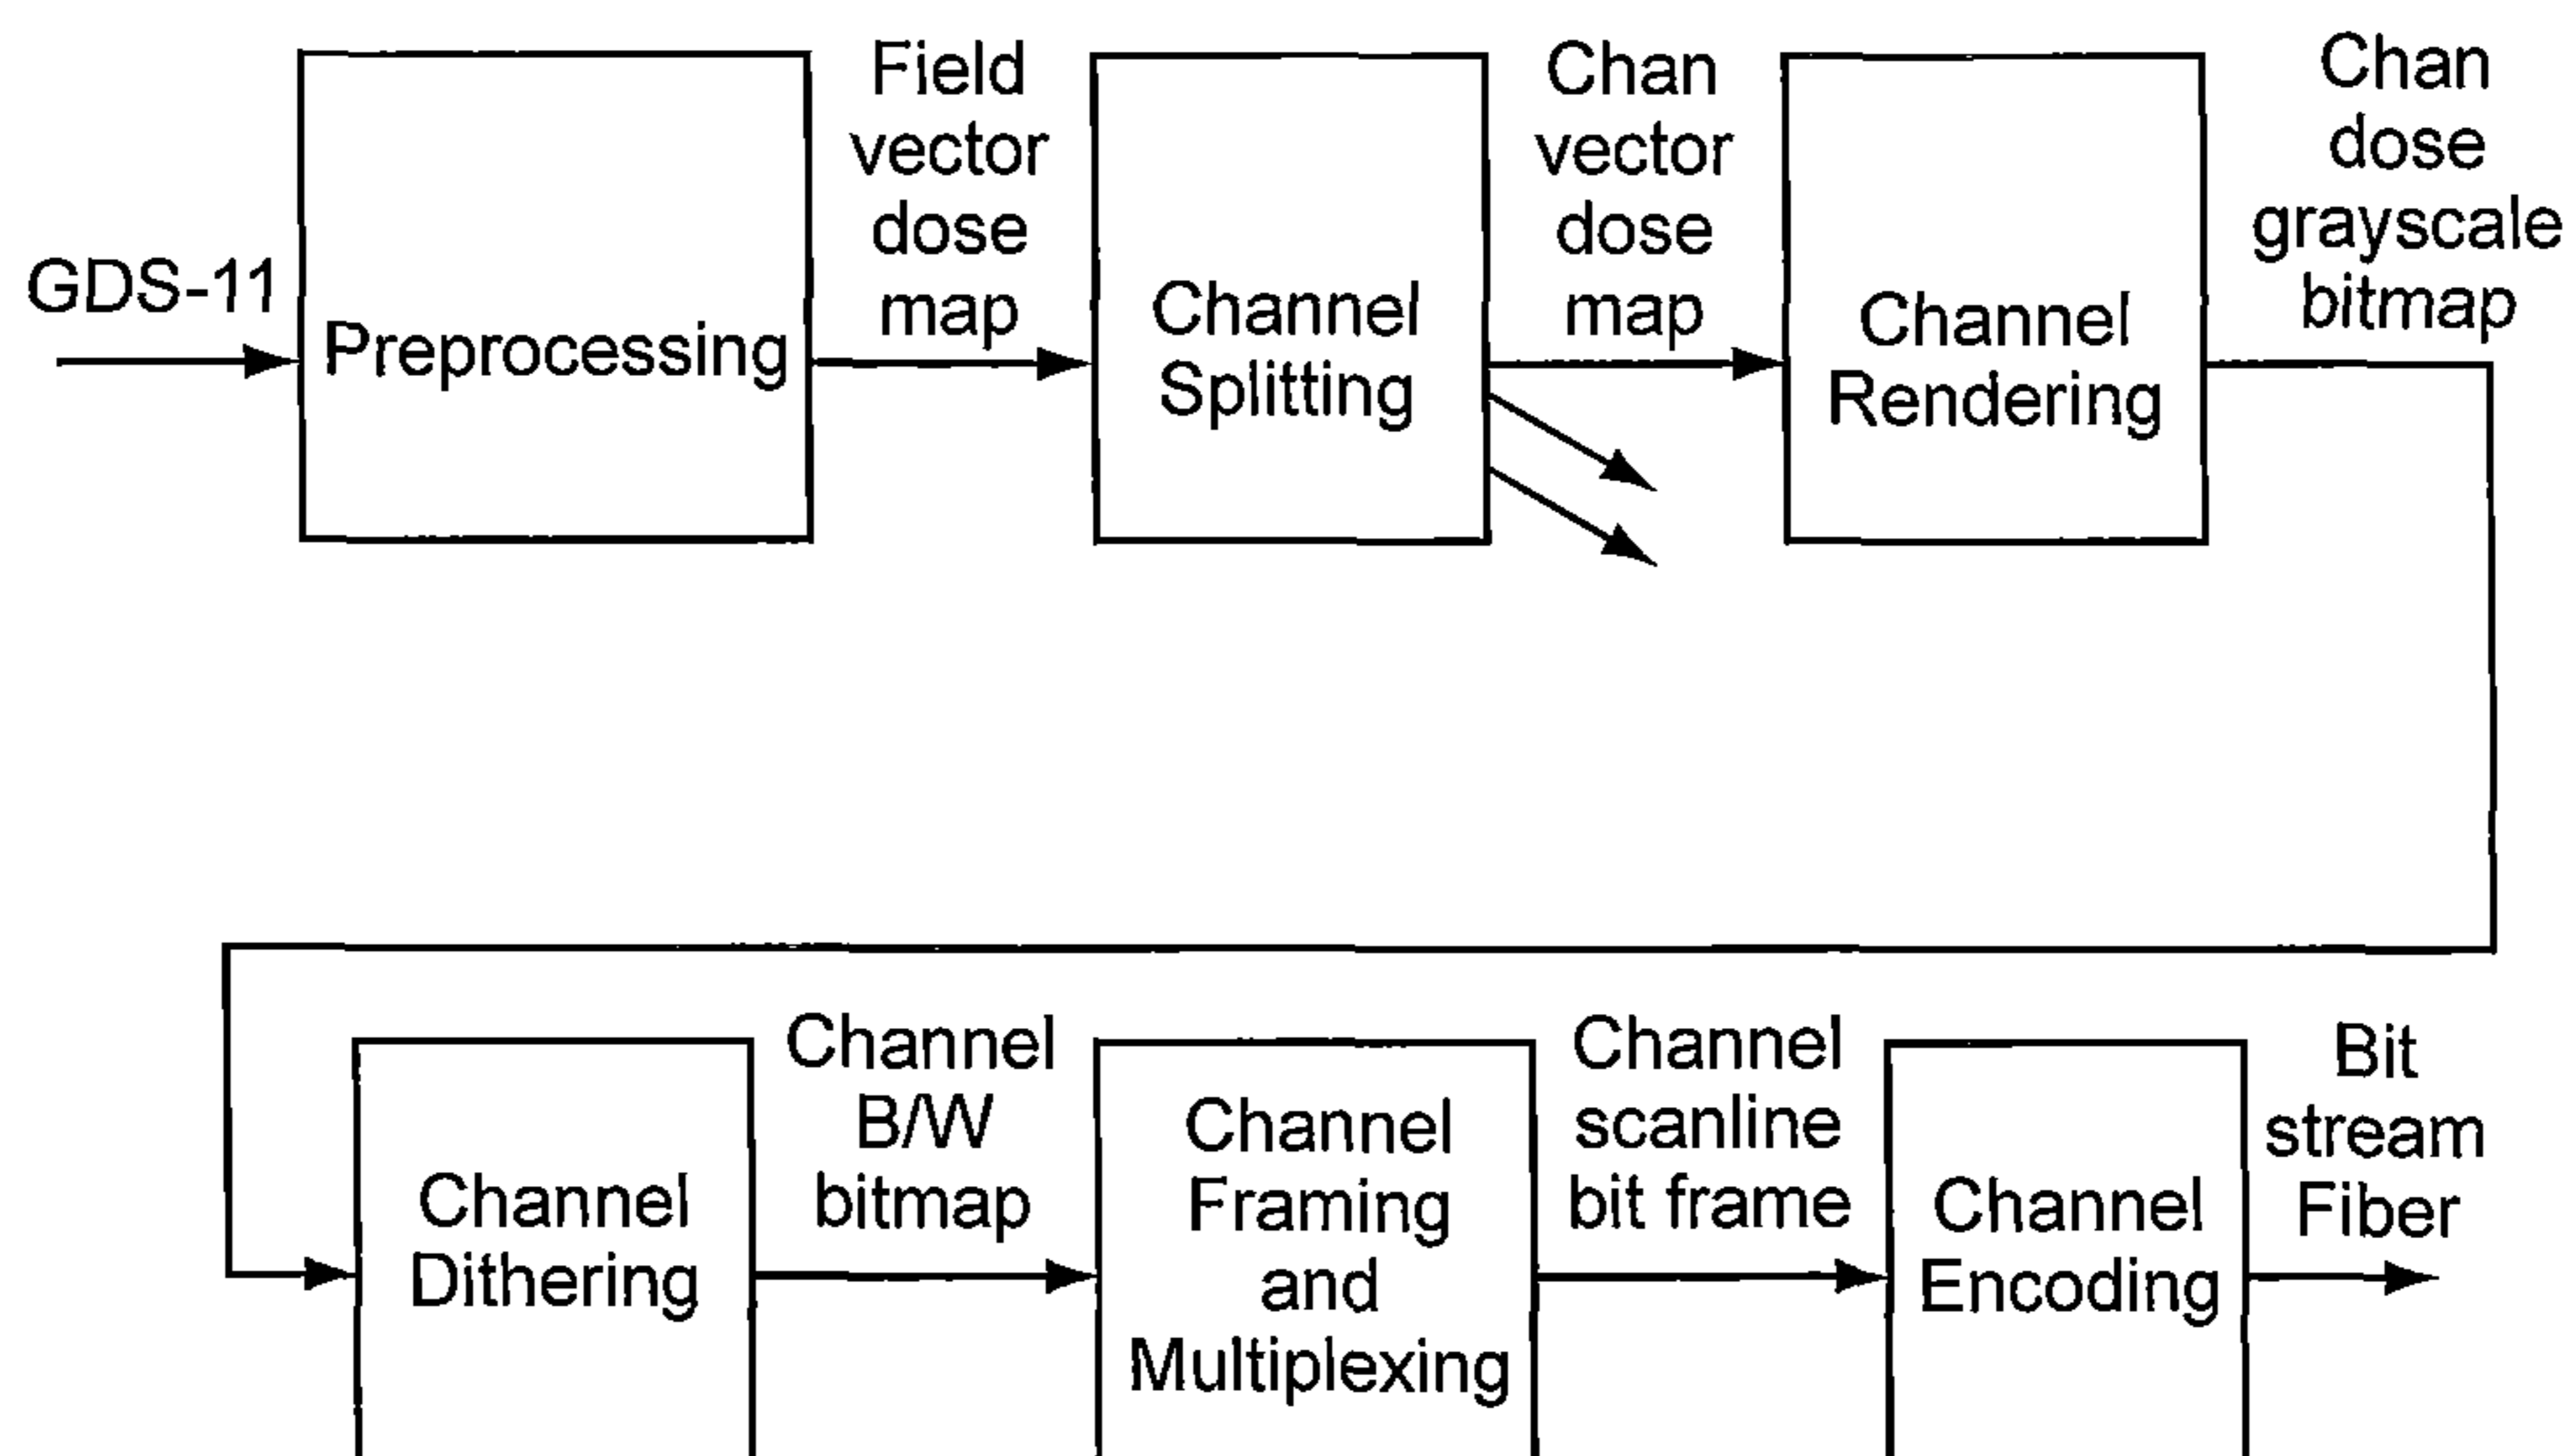 GDS-11
Preprocessing
Field
vector
dose
map
Channel
Splitting
Chan
vector
dose
map
Channel
Rendering
Chan
dose
grayscale
bitmap
Channel
Dithering
Channel
B/W
bitmap
Channel
Framing
and
Multiplexing
Channel
scanline
bit frame
Channel
Encoding
Bit
stream
Fiber